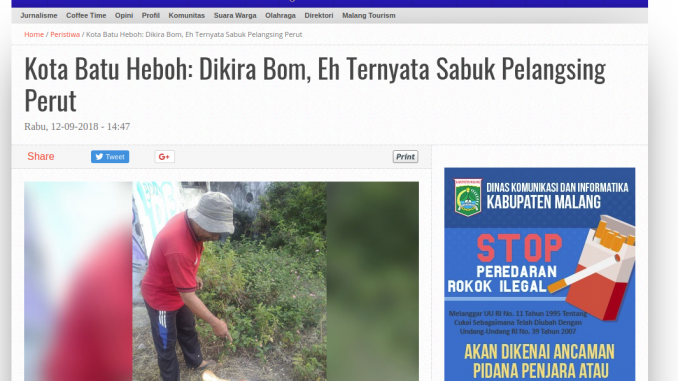 Jurnalisme Coffee Time Opini Profil Komunitas Suara Warga Olahraga Direktori Malang Tourism
Home / Peristiwa / Kota Batu Heboh: Dikira Bom, Eh Ternyata Sabuk Pelangsing Perut
Kota Batu Heboh: Dikira Bom, Eh Ternyata Sabuk Pelangsing
Perut
Rabu, 12-09-2018 - 14:47
Share Tweet G+ Print
DINAS KOMUNIKASI DAN INFORMATIKA
KABUPATEN MALANG
STOP
PEREDARAN
ROKOK ILEGAL
Melanggar UU RI No. 11 Tahun 1995 Tentang
Cukai Sebagaimana Telah Diubah Dengan
Undang-Undang RI No. 39 Tahun 2007
AKAN DIKENAI ANCAMAN
PIDANA PENJARA ATAU